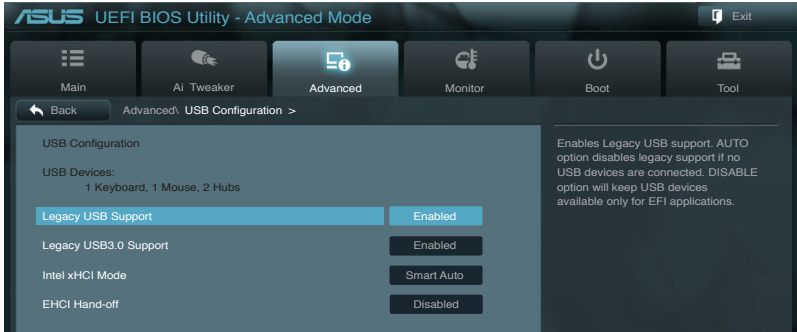 ASUS UEFI BIOS Utility - Advanced Mode Exit
Main Ai Tweaker Advanced Monitor Boot Tool
Back Advanced\ USB Configuration >
USB Configuration
USB Devices:
1 Keyboard, 1 Mouse, 2 Hubs
Legacy USB Support Enabled
Legacy USB3.0 Support Enabled
Intel xHCI Mode Smart Auto
EHCI Hand-off Disabled
Enables Legacy USB support. AUTO
option disables legacy support if no
USB devices are connected. DISABLE
option will keep USB devices
available only for EFI applications.